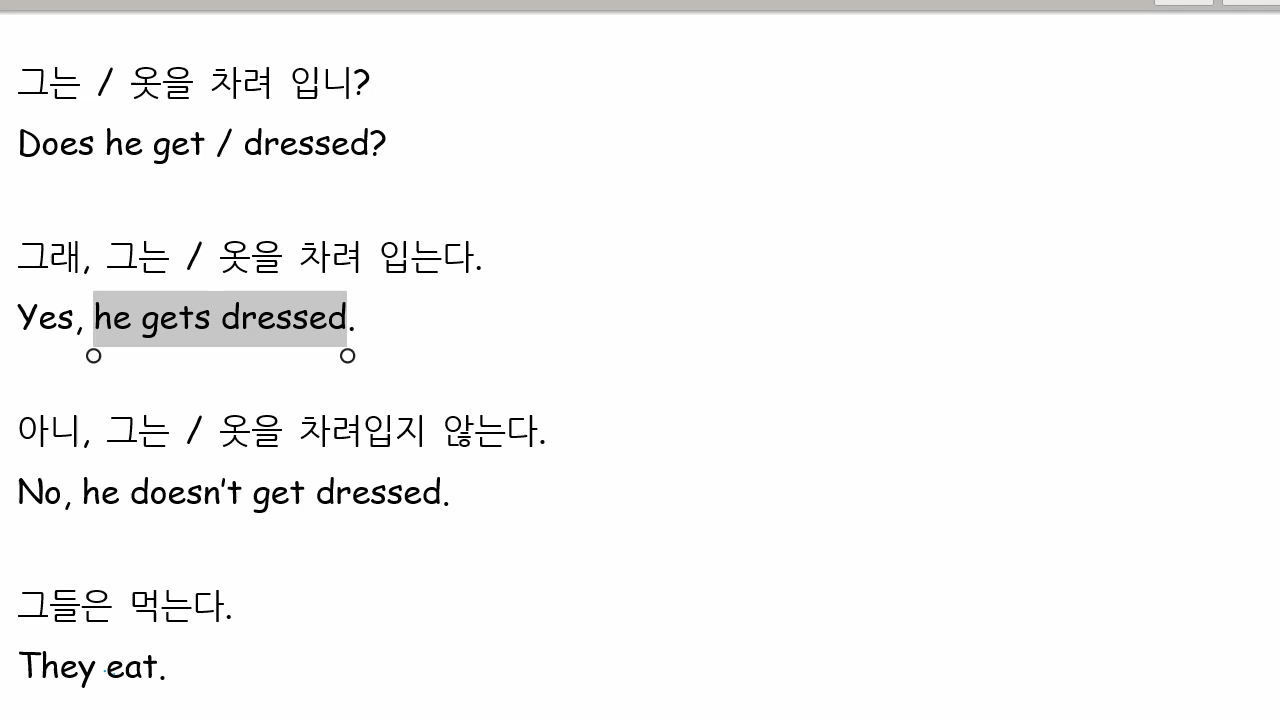 그는 / 옷을 차려 입니?
Does he get / dressed?
그래, 그는 / 옷을 차려 입는다.
Yes, he gets dressed.
아니, 그는 / 옷을 차려입지 않는다.
No, he doesn’t get dressed.
그들은 먹는다.
They eat.